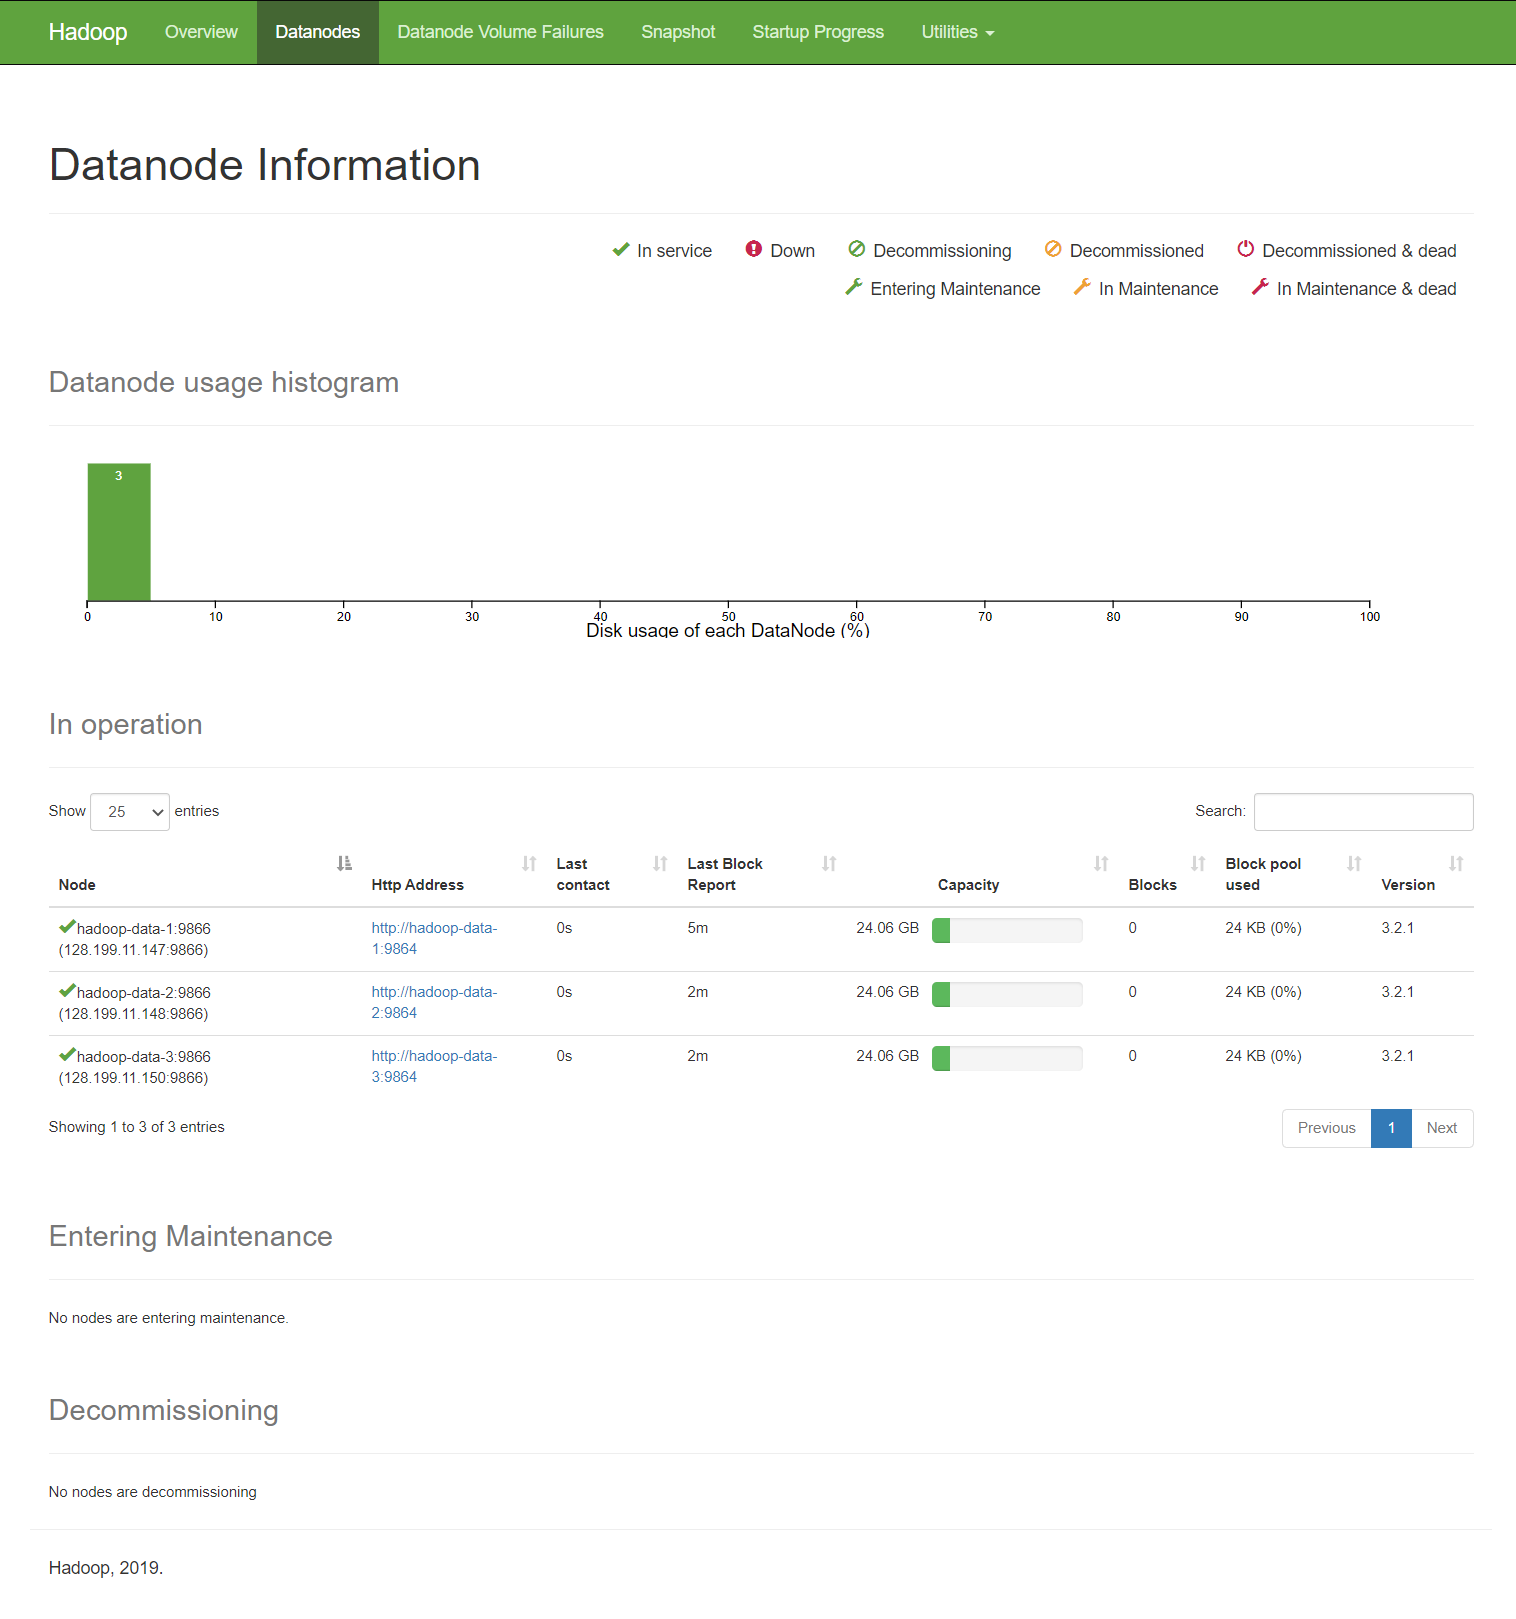 Hadoop Overview Datanodes Datanode Volume Failures Snapshot Startup Progress Utilities
Datanode Information
In service Down Decommissioning Decommissioned Decommissioned & dead
Entering Maintenance In Maintenance In Maintenance & dead
Datanode usage histogram
3
0 10 20 30 40 50 60 70 80 90 100
Disk usage of each DataNode (%)
In operation
Show 25 entries Search:
Last Last Block Block pool
Node Http Address contact Report Capacity Blocks used Version
hadoop-data-1:9866 http://hadoop-data- 0s 5m 24.06 GB 0 24 KB (0%) 3.2.1
(128.199.11.147:9866) 1:9864
hadoop-data-2:9866 http://hadoop-data- 0s 2m 24.06 GB 0 24 KB (0%) 3.2.1
(128.199.11.148:9866) 2:9864
hadoop-data-3:9866 http://hadoop-data- 0s 2m 24.06 GB 0 24 KB (0%) 3.2.1
(128.199.11.150:9866) 3:9864
Showing 1 to 3 of 3 entries Previous 1 Next
Entering Maintenance
No nodes are entering maintenance.
Decommissioning
No nodes are decommissioning
Hadoop, 2019.